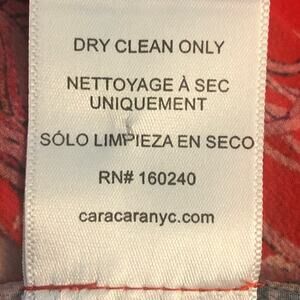 DRY CLEAN ONLY
NETTOYAGE À SEC
UNIQUEMENT
SÓLO LIMPIEZA EN SECO
RN# 160240
caracaranyc.com